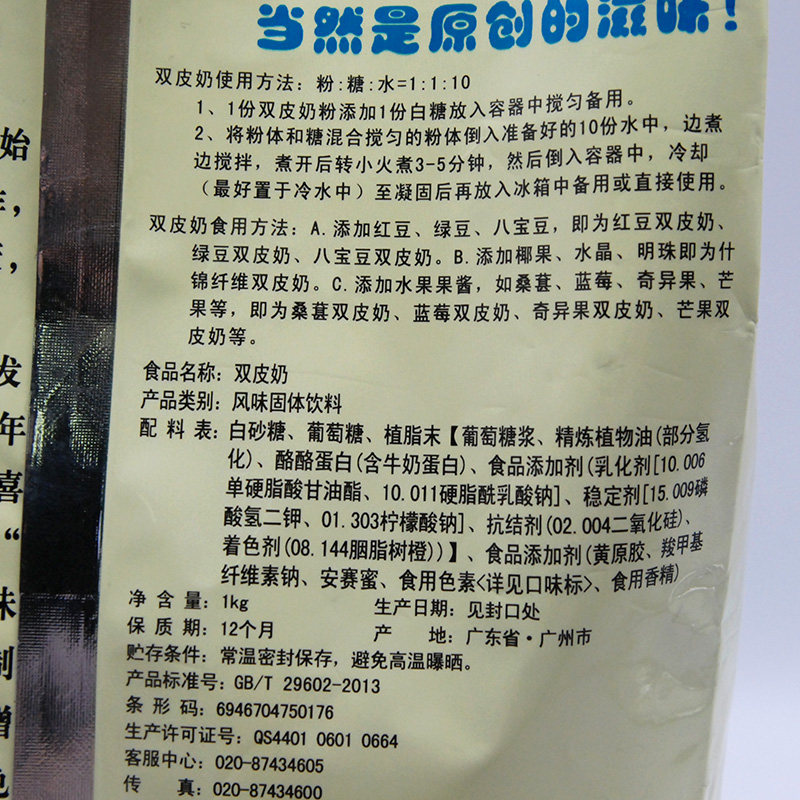 当然是原创的滋味！
双皮奶使用方法：粉:糖:水=1:1:10
1、1份双皮奶粉添加1份白糖放入容器中搅匀备用。
2、将粉体和糖混合搅匀的粉体倒入准备好的10份水中，边煮
边搅拌，煮开后转小火煮3-5分钟，然后倒入容器中，冷却
（最好置于冷水中）至凝固后再放入冰箱中备用或直接使用。
双皮奶食用方法：A.添加红豆、绿豆、八宝豆，即为红豆双皮奶、
绿豆双皮奶、八宝豆双皮奶。B.添加椰果、水晶、明珠即为什
锦纤维双皮奶。C.添加水果果酱，如桑葚、蓝莓、奇异果、芒
果等，即为桑葚双皮奶、蓝莓双皮奶、奇异果双皮奶、芒果双
皮奶等。
食品名称：双皮奶
产品类别：风味固体饮料
配料表：白砂糖、葡萄糖、植脂末【葡萄糖浆、精炼植物油(部分氢
化)、酪酪蛋白(含牛奶蛋白)、食品添加剂(乳化剂[10.006
单硬脂酸甘油酯、10.011硬脂酰乳酸钠]、稳定剂[15.009磷
酸氢二钾、01.303柠檬酸钠]、抗结剂(02.004二氧化硅)、
着色剂(08.144胭脂树橙))】、食品添加剂(黄原胶、羧甲基
纤维素钠、安赛蜜、食用色素<详见口味标>、食用香精)
净含量：1kg 生产日期：见封口处
保质期：12个月 产地：广东省·广州市
贮存条件：常温密封保存，避免高温曝晒。
产品标准号：GB/T 29602-2013
条形码：6946704750176
生产许可证号：QS4401 0601 0664
客服中心：020-87434605
传真：020-87434600
始
，
，
发
年
喜
“
味
制
增
色